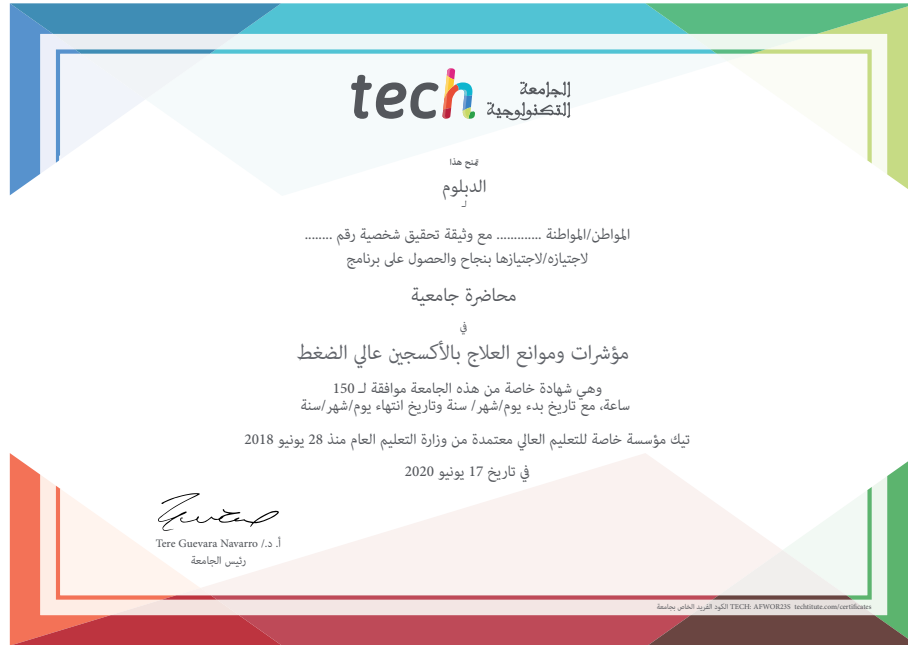 tech الجامعة
التكنولوجية
تمنح هذا
الدبلوم
لـ
المواطن/المواطنة ............. مع وثيقة تحقيق شخصية رقم ........
لاجتيازه/لاجتيازها بنجاح والحصول على برنامج
محاضرة جامعية
في
مؤشرات وموانع العلاج بالأكسجين عالي الضغط
وهي شهادة خاصة من هذه الجامعة موافقة لـ 150
ساعة، مع تاريخ بدء يوم/شهر/ سنة وتاريخ انتهاء يوم/شهر/سنة
تيك مؤسسة خاصة للتعليم العالي معتمدة من وزارة التعليم العام منذ 28 يونيو 2018
في تاريخ 17 يونيو 2020
أ. د./ Tere Guevara Navarro
رئيس الجامعة
الكود الفريد الخاص بجامعة TECH: AFWOR23S techtitute.com/certificates